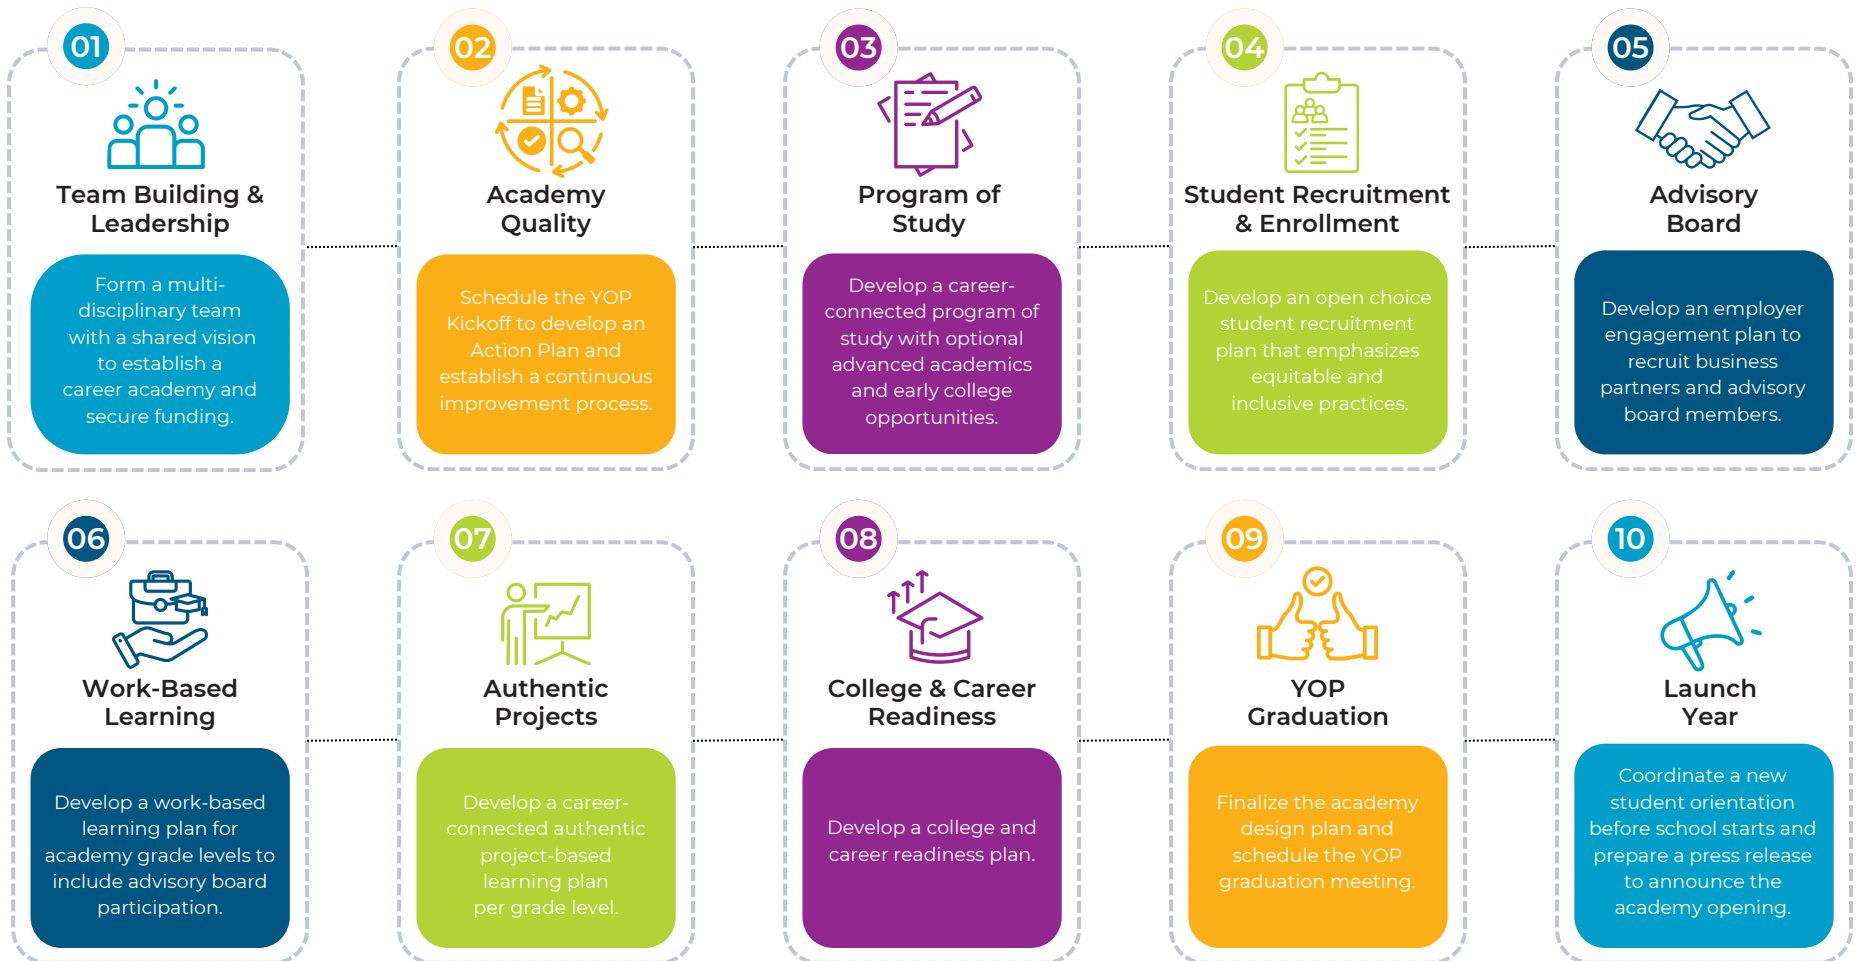 01
Team Building &
Leadership
Form a multi-
disciplinary team
with a shared vision
to establish a
career academy and
secure funding.
02
Academy
Quality
Schedule the YOP
Kickoff to develop an
Action Plan and
establish a continuous
improvement process.
03
Program of
Study
Develop a career-
connected program of
study with optional
advanced academics
and early college
opportunities.
04
Student Recruitment
& Enrollment
Develop an open choice
student recruitment
plan that emphasizes
equitable and
inclusive practices.
05
Advisory
Board
Develop an employer
engagement plan to
recruit business
partners and advisory
board members.
06
Work-Based
Learning
Develop a work-based
learning plan for
academy grade levels to
include advisory board
participation.
07
Authentic
Projects
Develop a career-
connected authentic
project-based
learning plan
per grade level.
08
College & Career
Readiness
Develop a college and
career readiness plan.
09
YOP
Graduation
Finalize the academy
design plan and
schedule the YOP
graduation meeting.
10
Launch
Year
Coordinate a new
student orientation
before school starts and
prepare a press release
to announce the
academy opening.